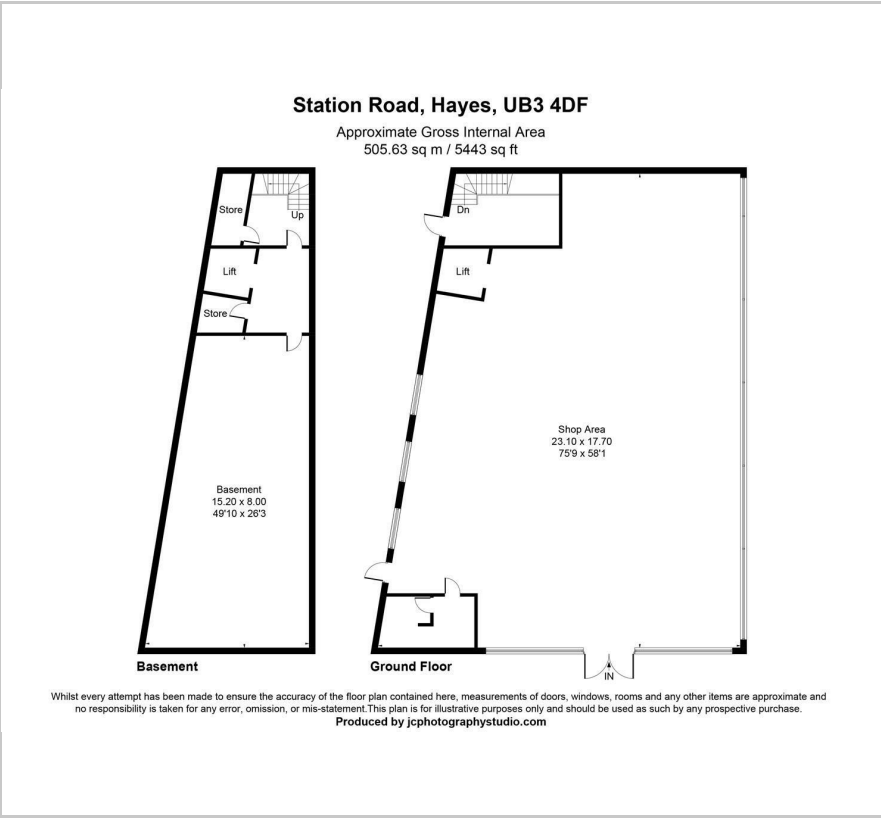 Station Road, Hayes, UB3 4DF
Approximate Gross Internal Area
505.63 sq m / 5443 sq ft
Store
Up
Lift
Store
Basement
15.20 x 8.00
49'10 x 26'3
Basement
Dn
Lift
Shop Area
23.10 x 17.70
75'9 x 58'1
IN
Ground Floor
Whilst every attempt has been made to ensure the accuracy of the floor plan contained here, measurements of doors, windows, rooms and any other items are approximate and
no responsibility is taken for any error, omission, or mis-statement.This plan is for illustrative purposes only and should be used as such by any prospective purchase.
Produced by jcphotographystudio.com